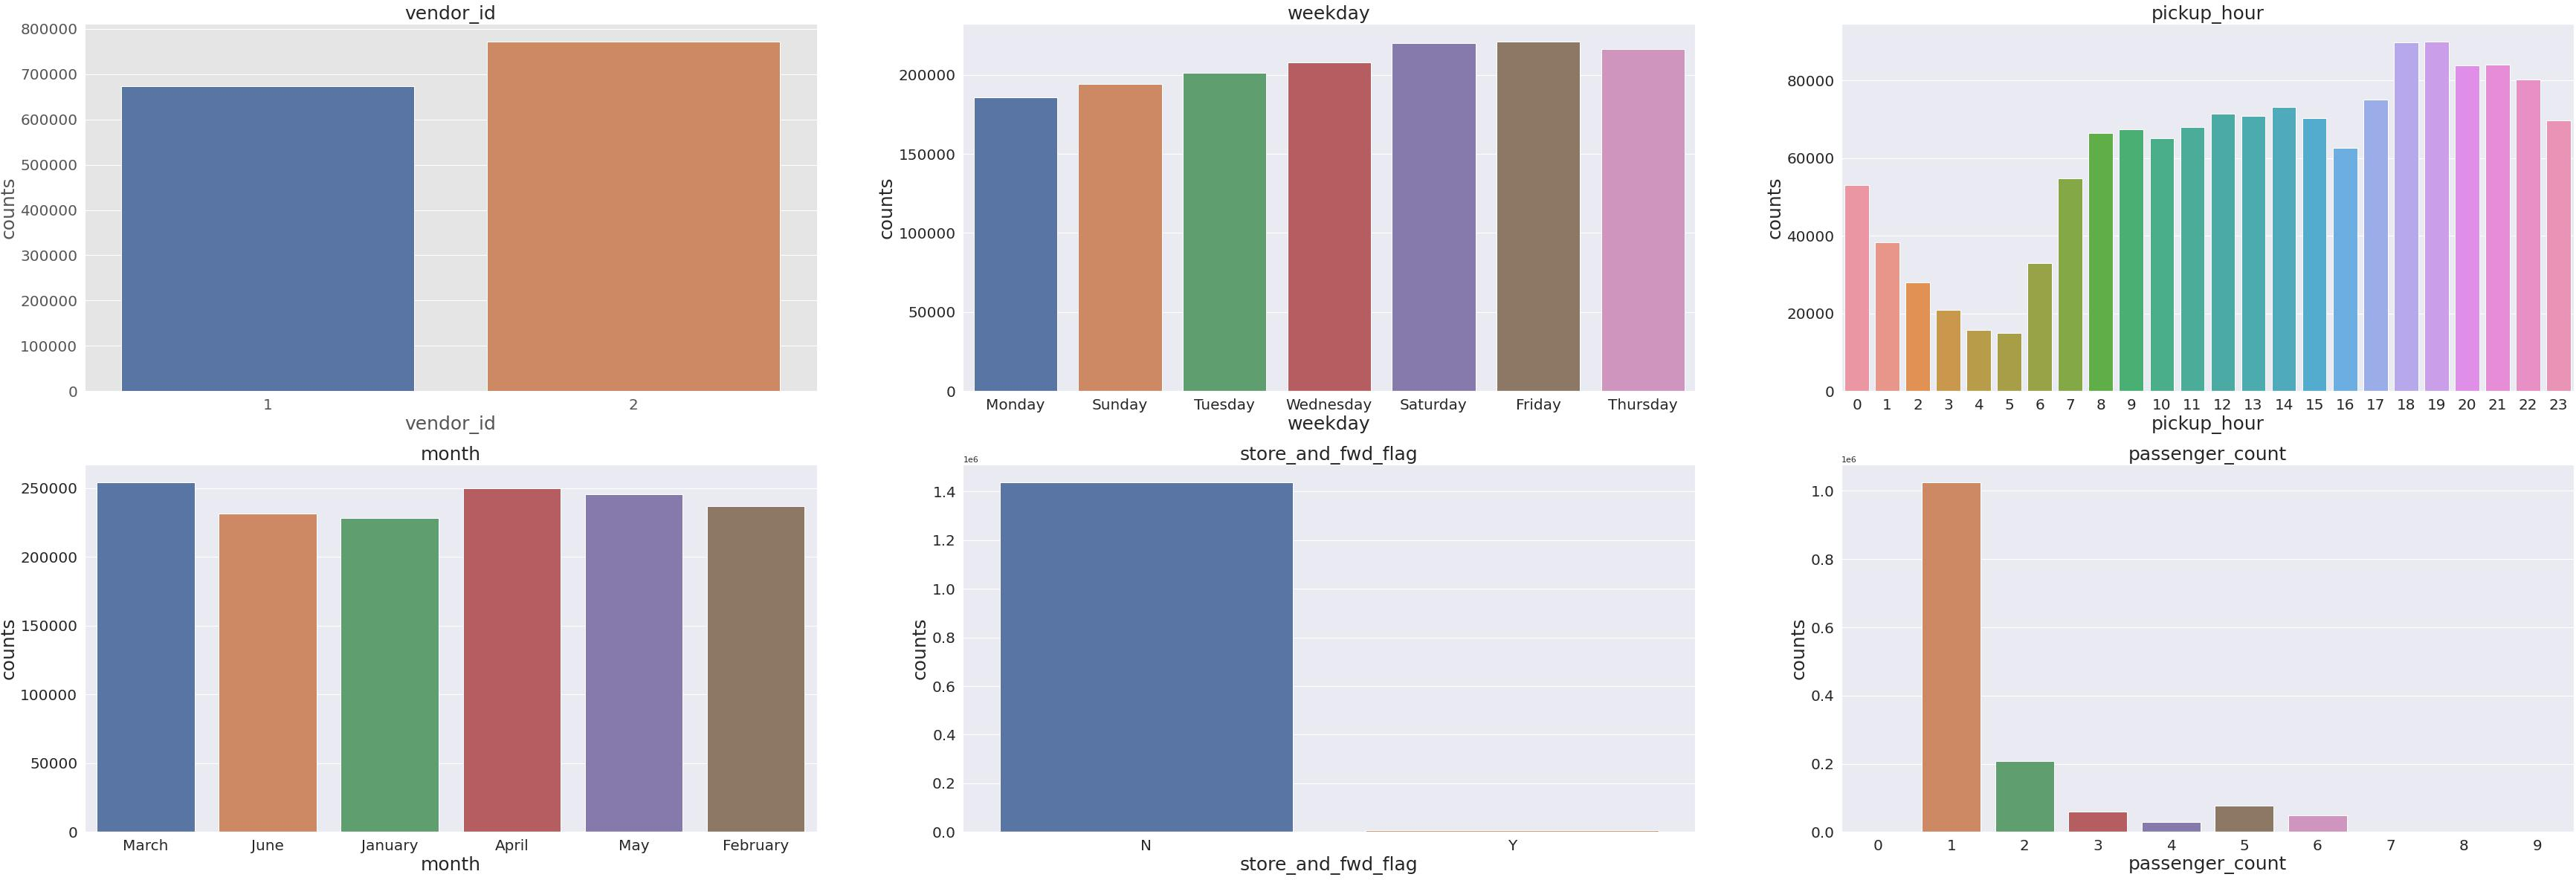 vendor_id
800000
700000
600000
500000
400000
300000
200000
100000
0
counts
1 2
vendor_id
weekday
200000
150000
100000
50000
0
counts
Monday Sunday Tuesday Wednesday Saturday Friday Thursday
weekday
pickup_hour
80000
60000
40000
20000
0
counts
0 1 2 3 4 5 6 7 8 9 10 11 12 13 14 15 16 17 18 19 20 21 22 23
pickup_hour
month
250000
200000
150000
100000
50000
0
counts
March June January April May February
month
store_and_fwd_flag
1e6
1.4
1.2
1.0
0.8
0.6
0.4
0.2
0.0
counts
N Y
store_and_fwd_flag
passenger_count
1e6
1.0
0.8
0.6
0.4
0.2
0.0
counts
0 1 2 3 4 5 6 7 8 9
passenger_count